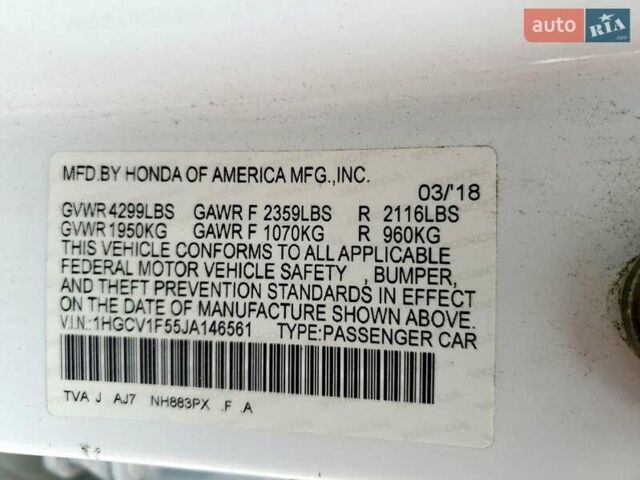 auto RIA
.com
MFD.BY HONDA OF AMERICA MFG.,INC.
03/'18
GVWR 4299LBS GAWR F 2359LBS R 2116LBS
GVWR 1950KG GAWR F 1070KG R 960KG
THIS VEHICLE CONFORMS TO ALL APPLICABLE
FEDERAL MOTOR VEHICLE SAFETY , BUMPER,
AND THEFT PREVENTION STANDARDS IN EFFECT
ON THE DATE OF MANUFACTURE SHOWN ABOVE.
V.I.N.:1HGCV1F55JA146561 TYPE:PASSENGER CAR
TVA J AJ7 NH883PX .F .A